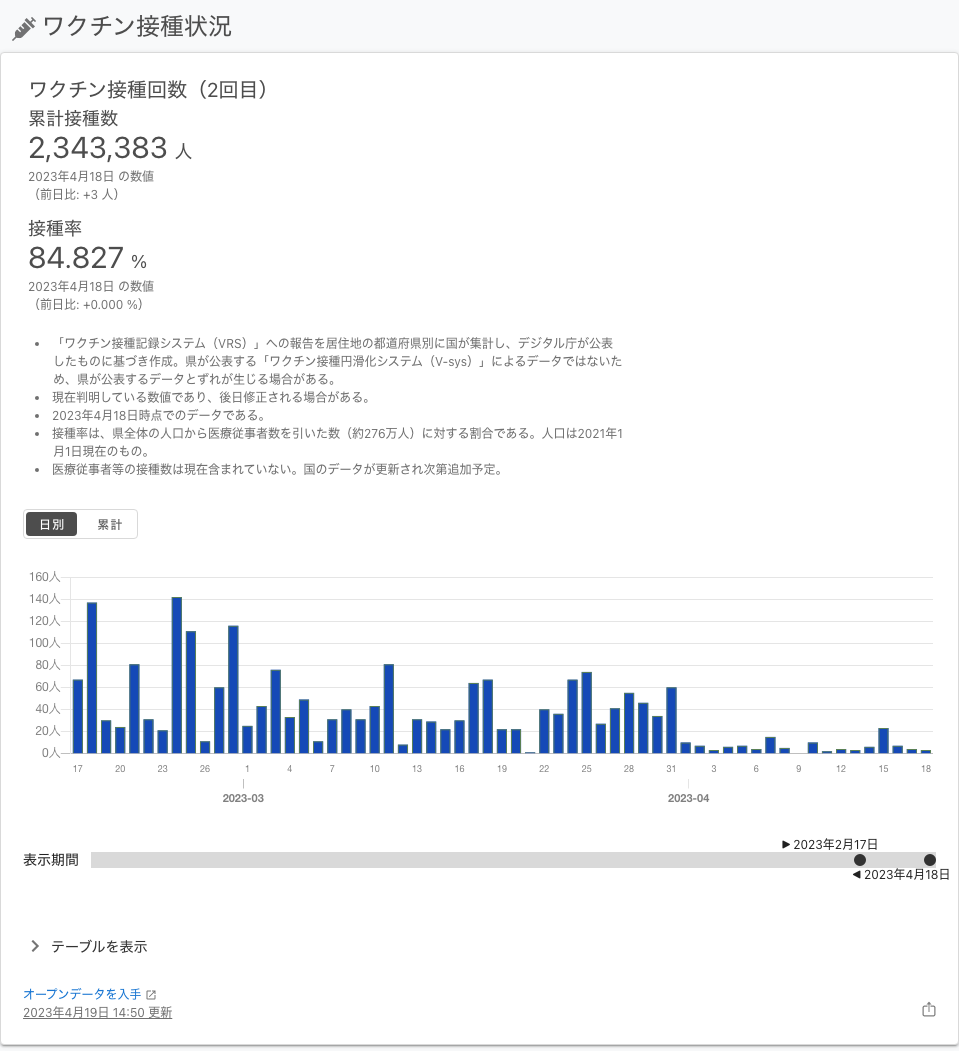 ワクチン接種状況
ワクチン接種回数（2回目）
累計接種数
2,343,383 人
2023年4月18日 の数値
（前日比: +3 人）
接種率
84.827 %
2023年4月18日 の数値
（前日比: +0.000 %）
• 「ワクチン接種記録システム（VRS）」への報告を居住地の都道府県別に国が集計し、デジタル庁が公表
したものに基づき作成。県が公表する「ワクチン接種円滑化システム（V-sys）」によるデータではないた
め、県が公表するデータとずれが生じる場合がある。
• 現在判明している数値であり、後日修正される場合がある。
• 2023年4月18日時点でのデータである。
• 接種率は、県全体の人口から医療従事者数を引いた数（約276万人）に対する割合である。人口は2021年1
月1日現在のもの。
• 医療従事者等の接種数は現在含まれていない。国のデータが更新され次第追加予定。
日別 累計
160人
140人
120人
100人
80人
60人
40人
20人
0人
17 20 23 26 1 4 7 10 13 16 19 22 25 28 31 3 6 9 12 15 18
2023-03 2023-04
2023年2月17日
表示期間
2023年4月18日
テーブルを表示
オープンデータを入手
2023年4月19日 14:50 更新